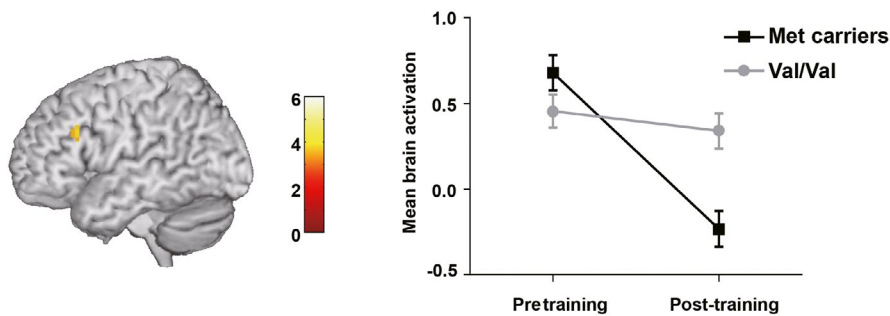 6
4
2
0
Mean brain activation
1.0
0.5
0.0
-0.5
Met carriers
Val/Val
Pretraining
Post-training